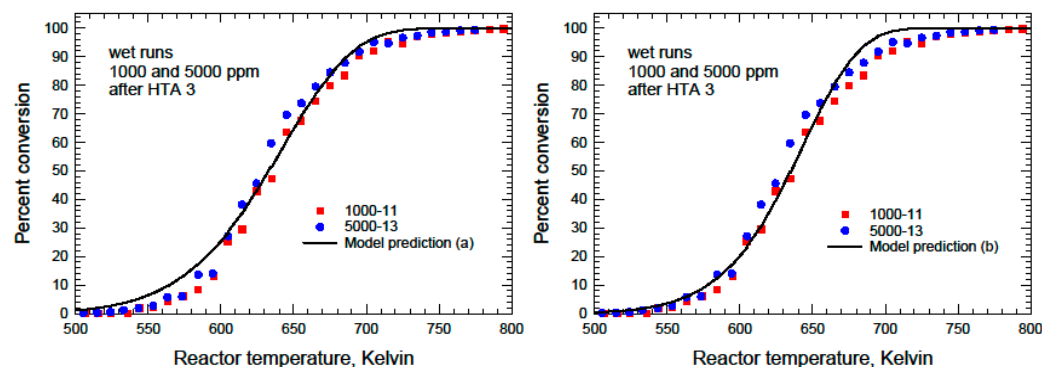 100
90
80
70
60
50
40
30
20
10
0
Percent conversion
wet runs
1000 and 5000 ppm
after HTA 3
1000-11
5000-13
Model prediction (a)
500 550 600 650 700 750 800
Reactor temperature, Kelvin
100
90
80
70
60
50
40
30
20
10
0
Percent conversion
wet runs
1000 and 5000 ppm
after HTA 3
1000-11
5000-13
Model prediction (b)
500 550 600 650 700 750 800
Reactor temperature, Kelvin